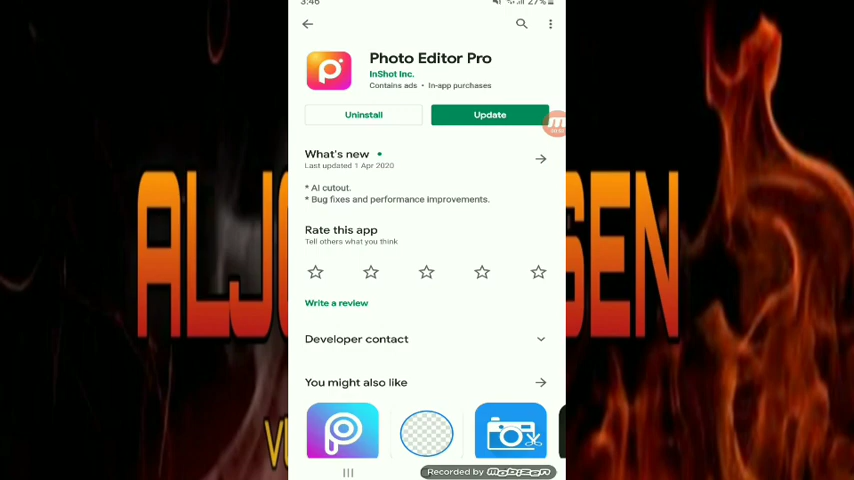 3:46
27%
Photo Editor Pro
InShot Inc.
Contains ads • In-app purchases
Uninstall
Update
What's new •
Last updated 1 Apr 2020
* AI cutout.
* Bug fixes and performance improvements.
Rate this app
Tell others what you think
Write a review
Developer contact
You might also like
Recorded by mobizen